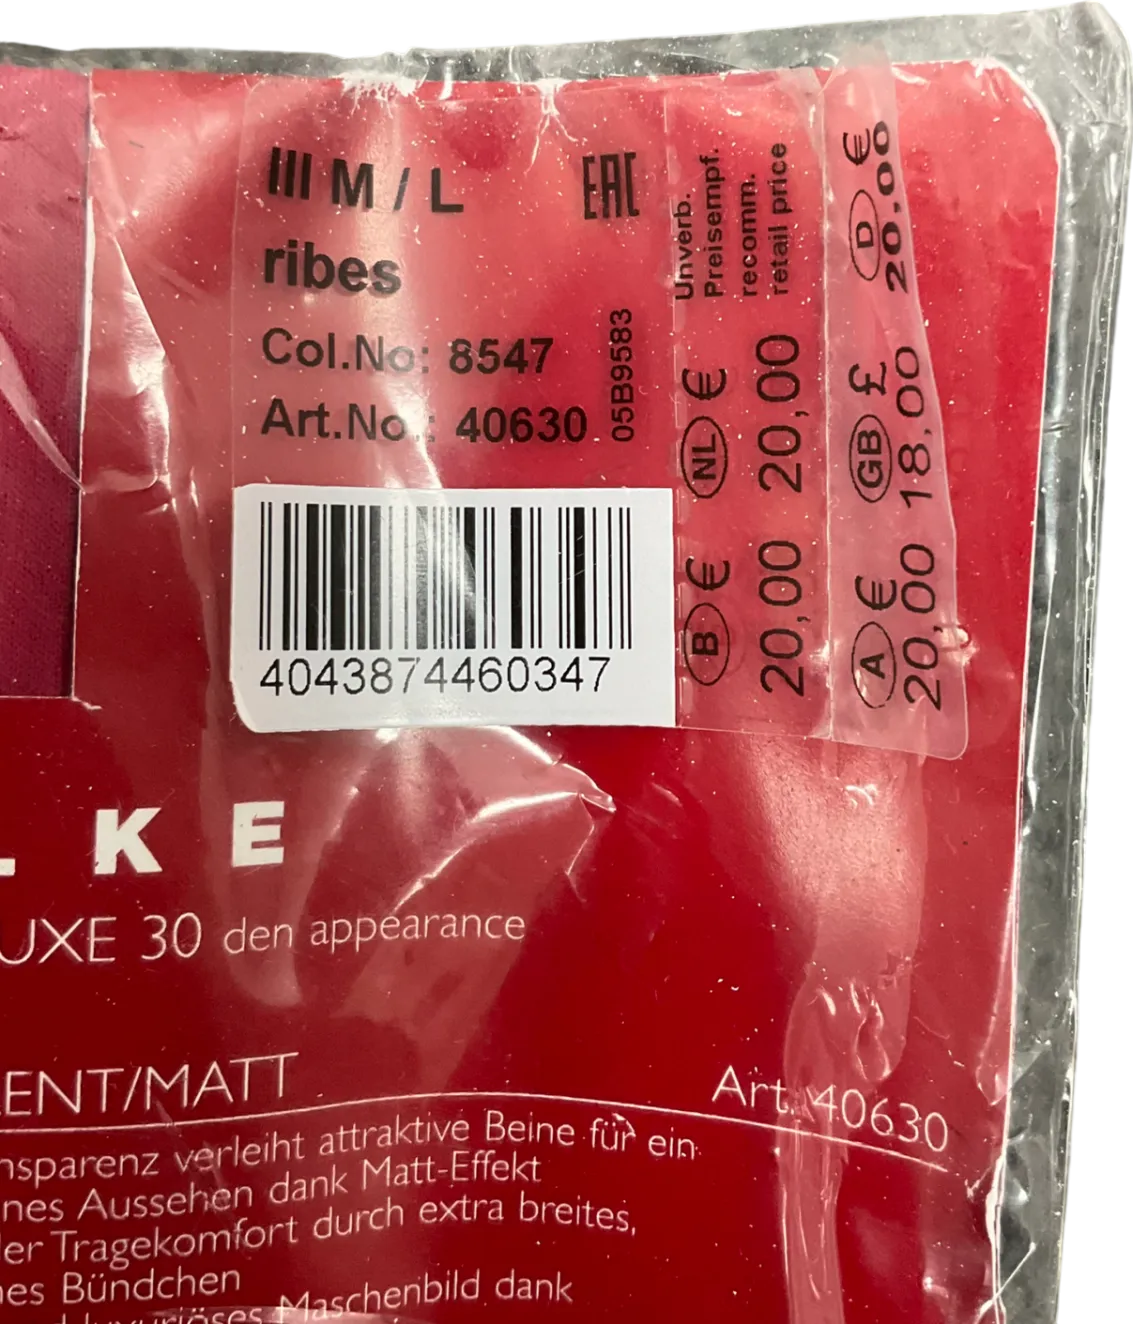 III M / L
EAC
ribes
Col.No: 8547
Art.No.: 40630
05B9583
4043874460347
Unverb.
Preisempf.
recomm.
retail price
B € NL €
20,00 20,00
A € GB £ D €
20,00 18,00 20,00
LKE
UXE 30 den appearance
ENT/MATT
Art. 40630
nsparenz verleiht attraktive Beine für ein
nes Aussehen dank Matt-Effekt
er Tragekomfort durch extra breites,
nes Bündchen
Maschenbild dank